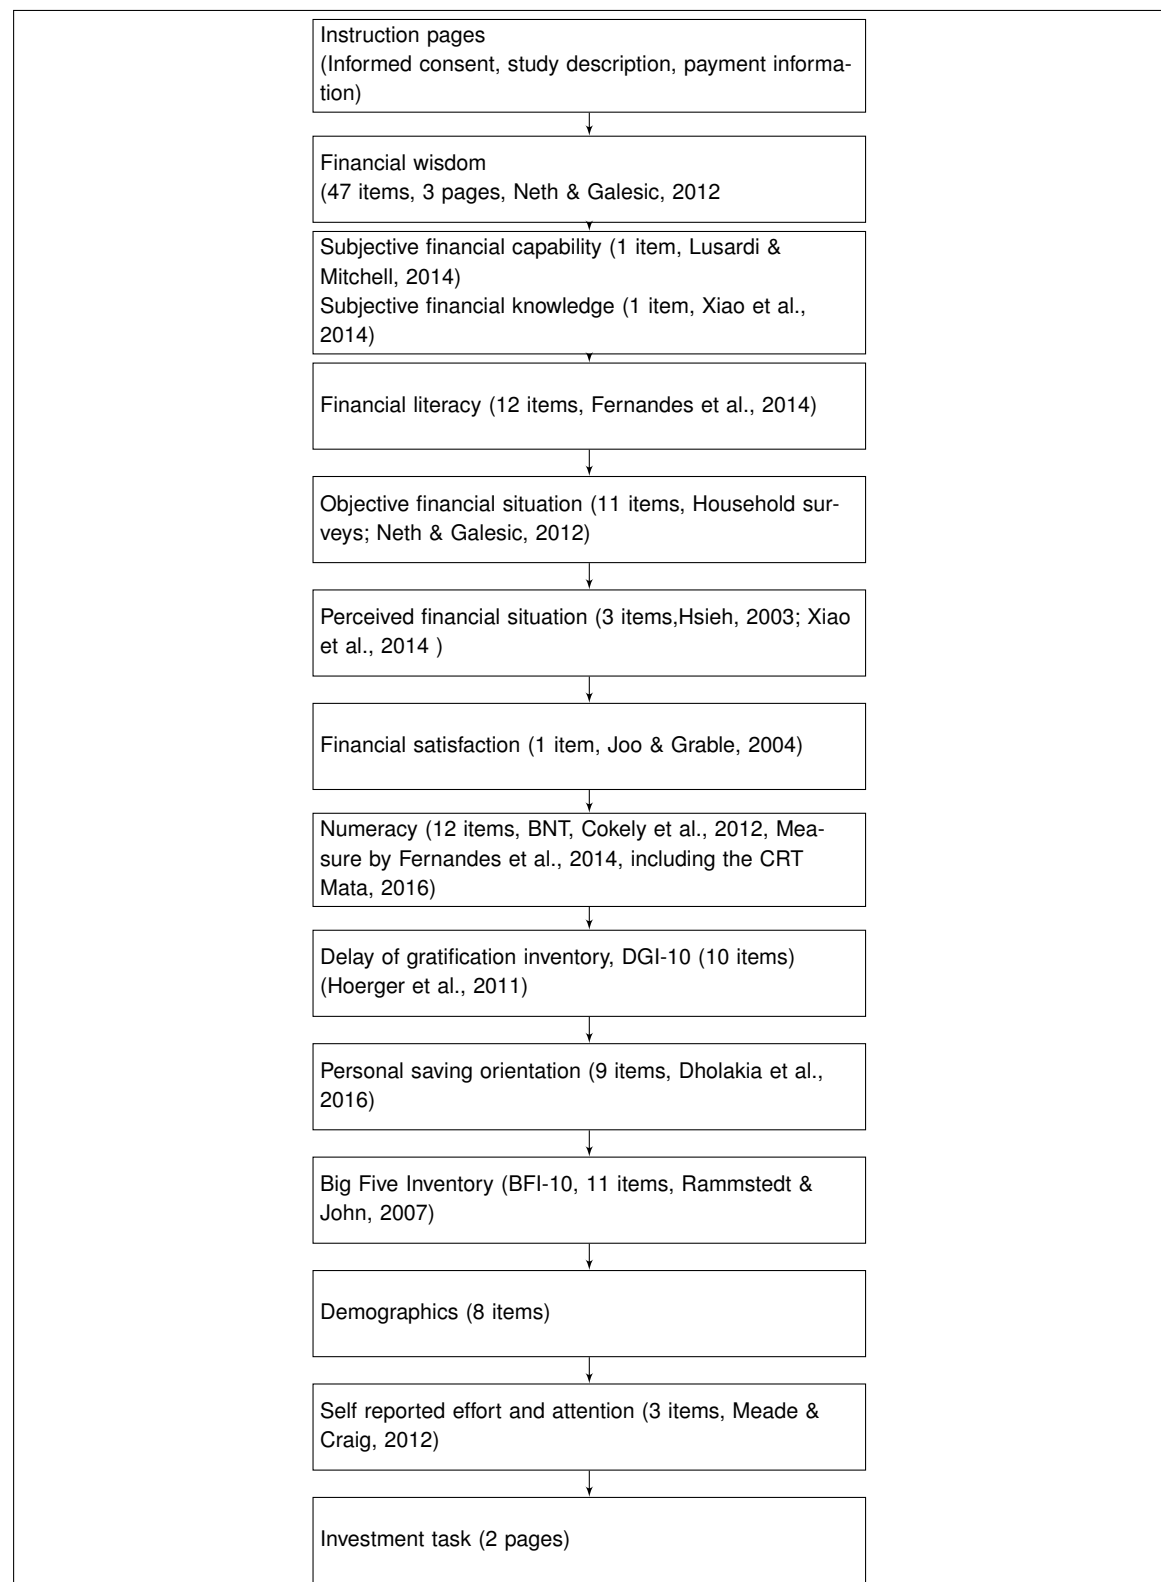 Instruction pages
(Informed consent, study description, payment informa-
tion)
Financial wisdom
(47 items, 3 pages, Neth & Galesic, 2012
Subjective financial capability (1 item, Lusardi &
Mitchell, 2014)
Subjective financial knowledge (1 item, Xiao et al.,
2014)
Financial literacy (12 items, Fernandes et al., 2014)
Objective financial situation (11 items, Household sur-
veys; Neth & Galesic, 2012)
Perceived financial situation (3 items,Hsieh, 2003; Xiao
et al., 2014 )
Financial satisfaction (1 item, Joo & Grable, 2004)
Numeracy (12 items, BNT, Cokely et al., 2012, Mea-
sure by Fernandes et al., 2014, including the CRT
Mata, 2016)
Delay of gratification inventory, DGI-10 (10 items)
(Hoerger et al., 2011)
Personal saving orientation (9 items, Dholakia et al.,
2016)
Big Five Inventory (BFI-10, 11 items, Rammstedt &
John, 2007)
Demographics (8 items)
Self reported effort and attention (3 items, Meade &
Craig, 2012)
Investment task (2 pages)